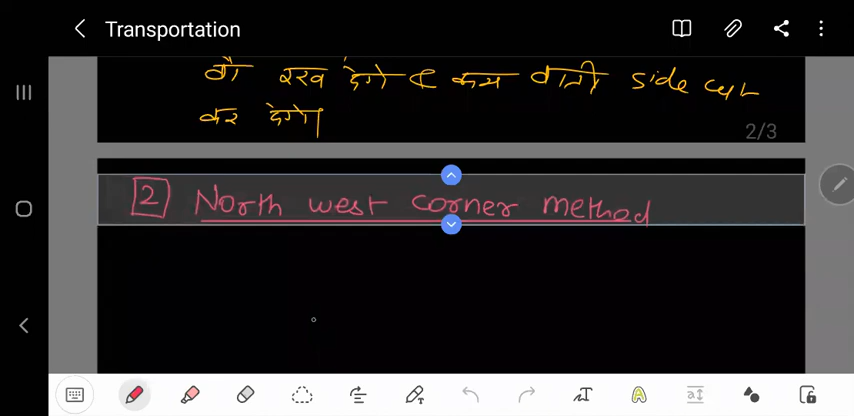 Transportation
वो रख देंगे & कम वाली side cut
कर देंगे|
2/3
2 North west corner method